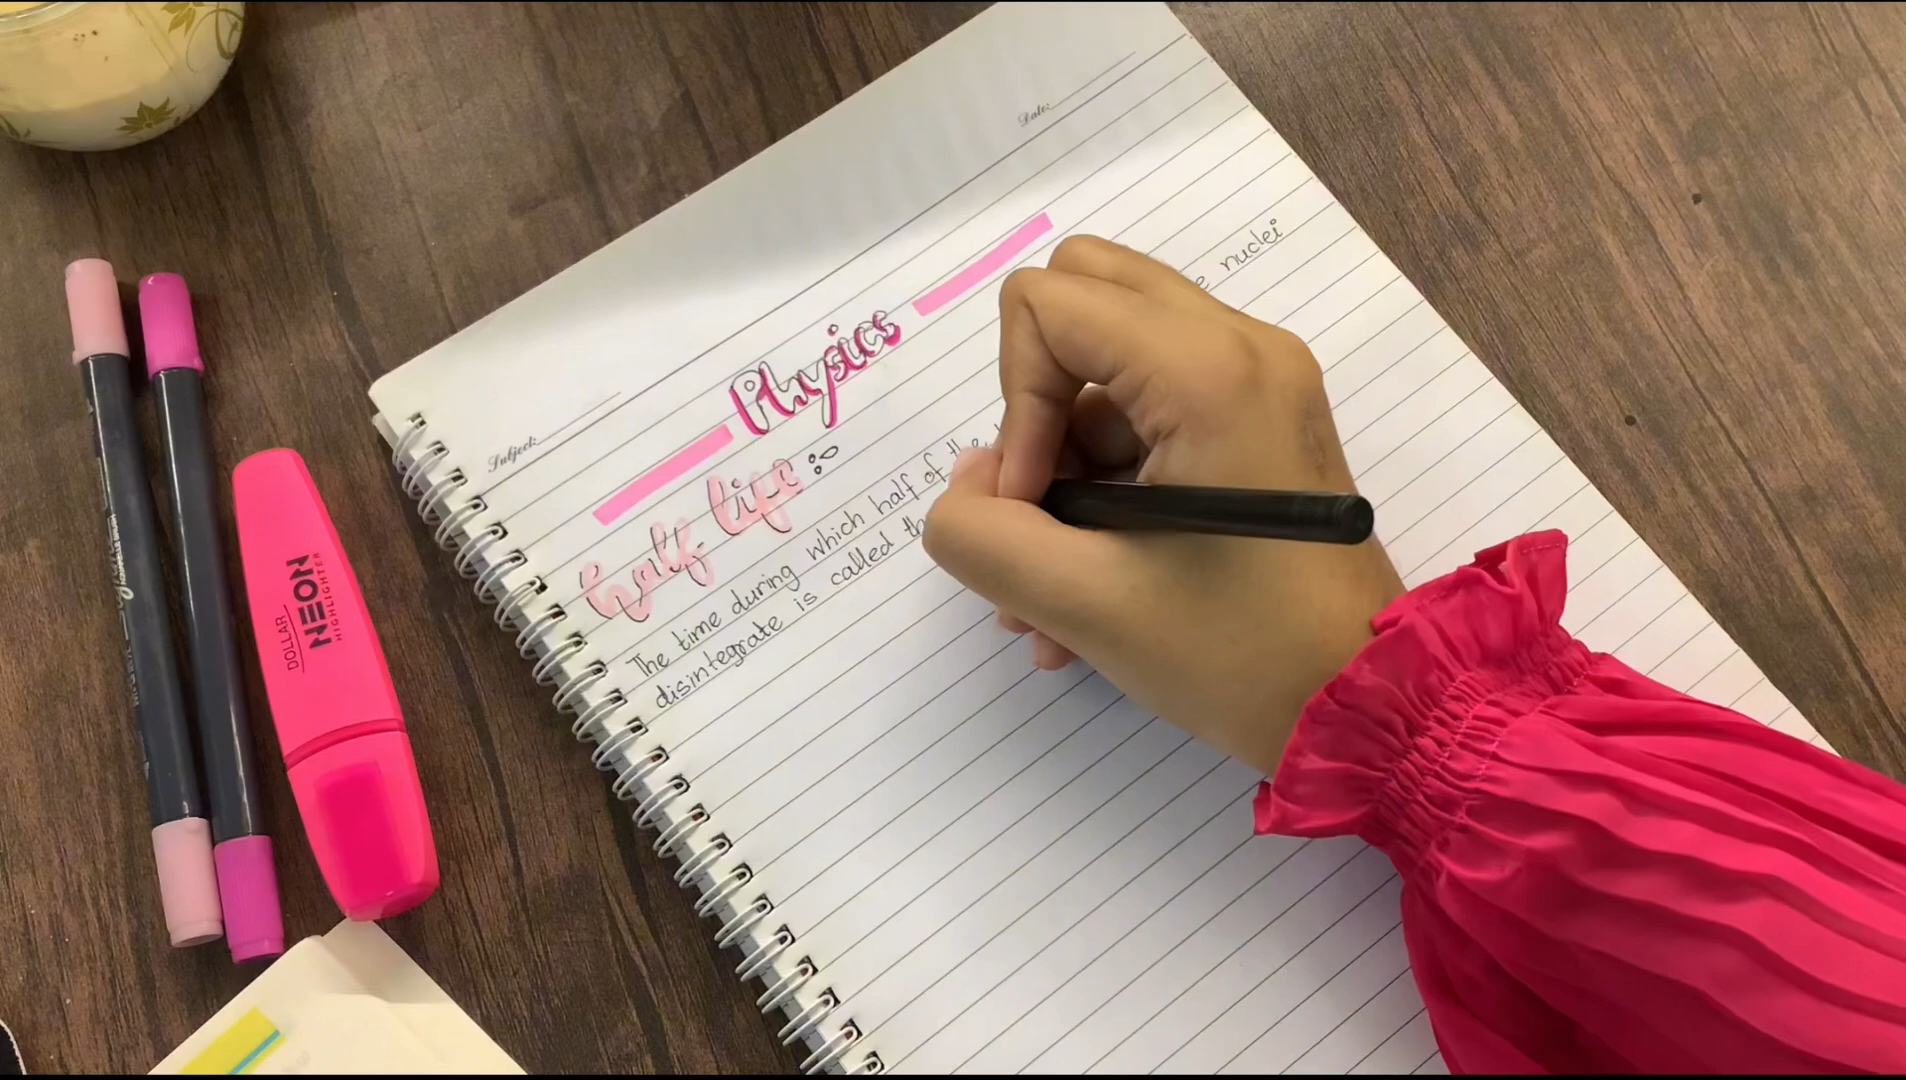 Date:
Subject:
Physics
half-life :-
The time during which half of the nuclei
disintegrate is called
DOLLAR
NEON
HIGHLIGHTER